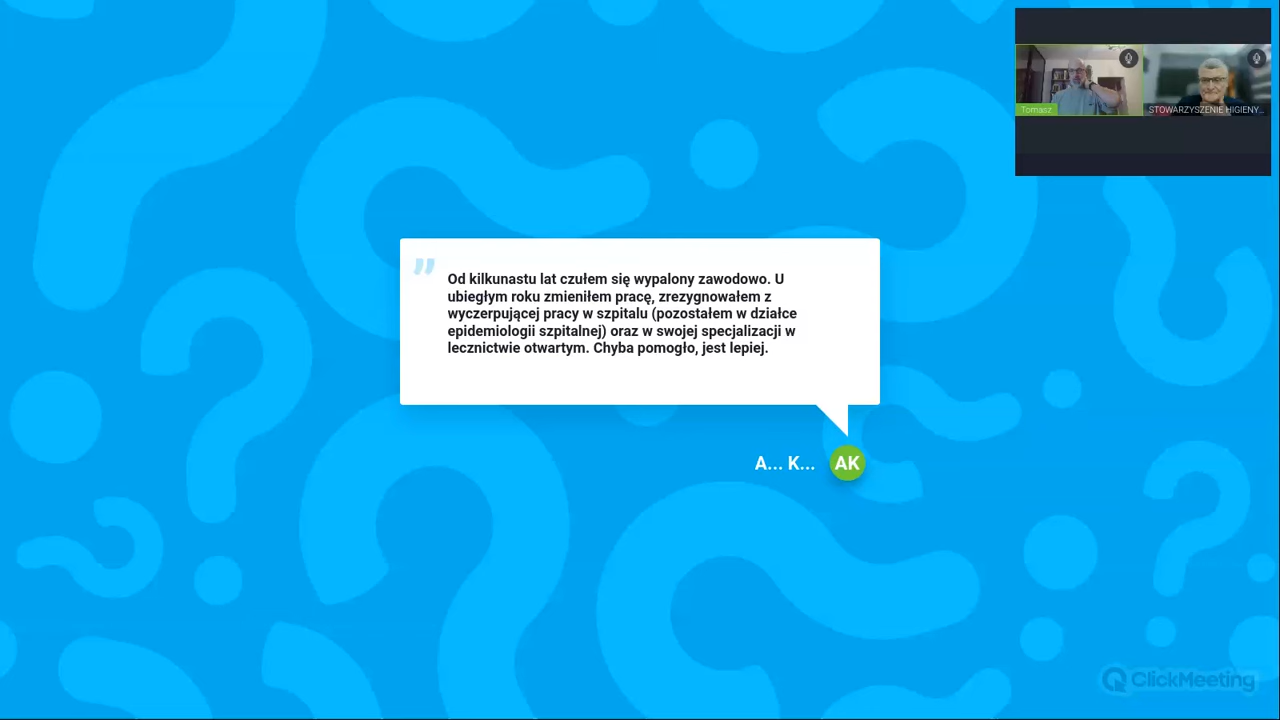 Tomasz
STOWARZYSZENIE HIGIENY...
Od kilkunastu lat czułem się wypalony zawodowo. U
ubiegłym roku zmieniłem pracę, zrezygnowałem z
wyczerpującej pracy w szpitalu (pozostałem w działce
epidemiologii szpitalnej) oraz w swojej specjalizacji w
lecznictwie otwartym. Chyba pomogło, jest lepiej.
A... K... AK
ClickMeeting